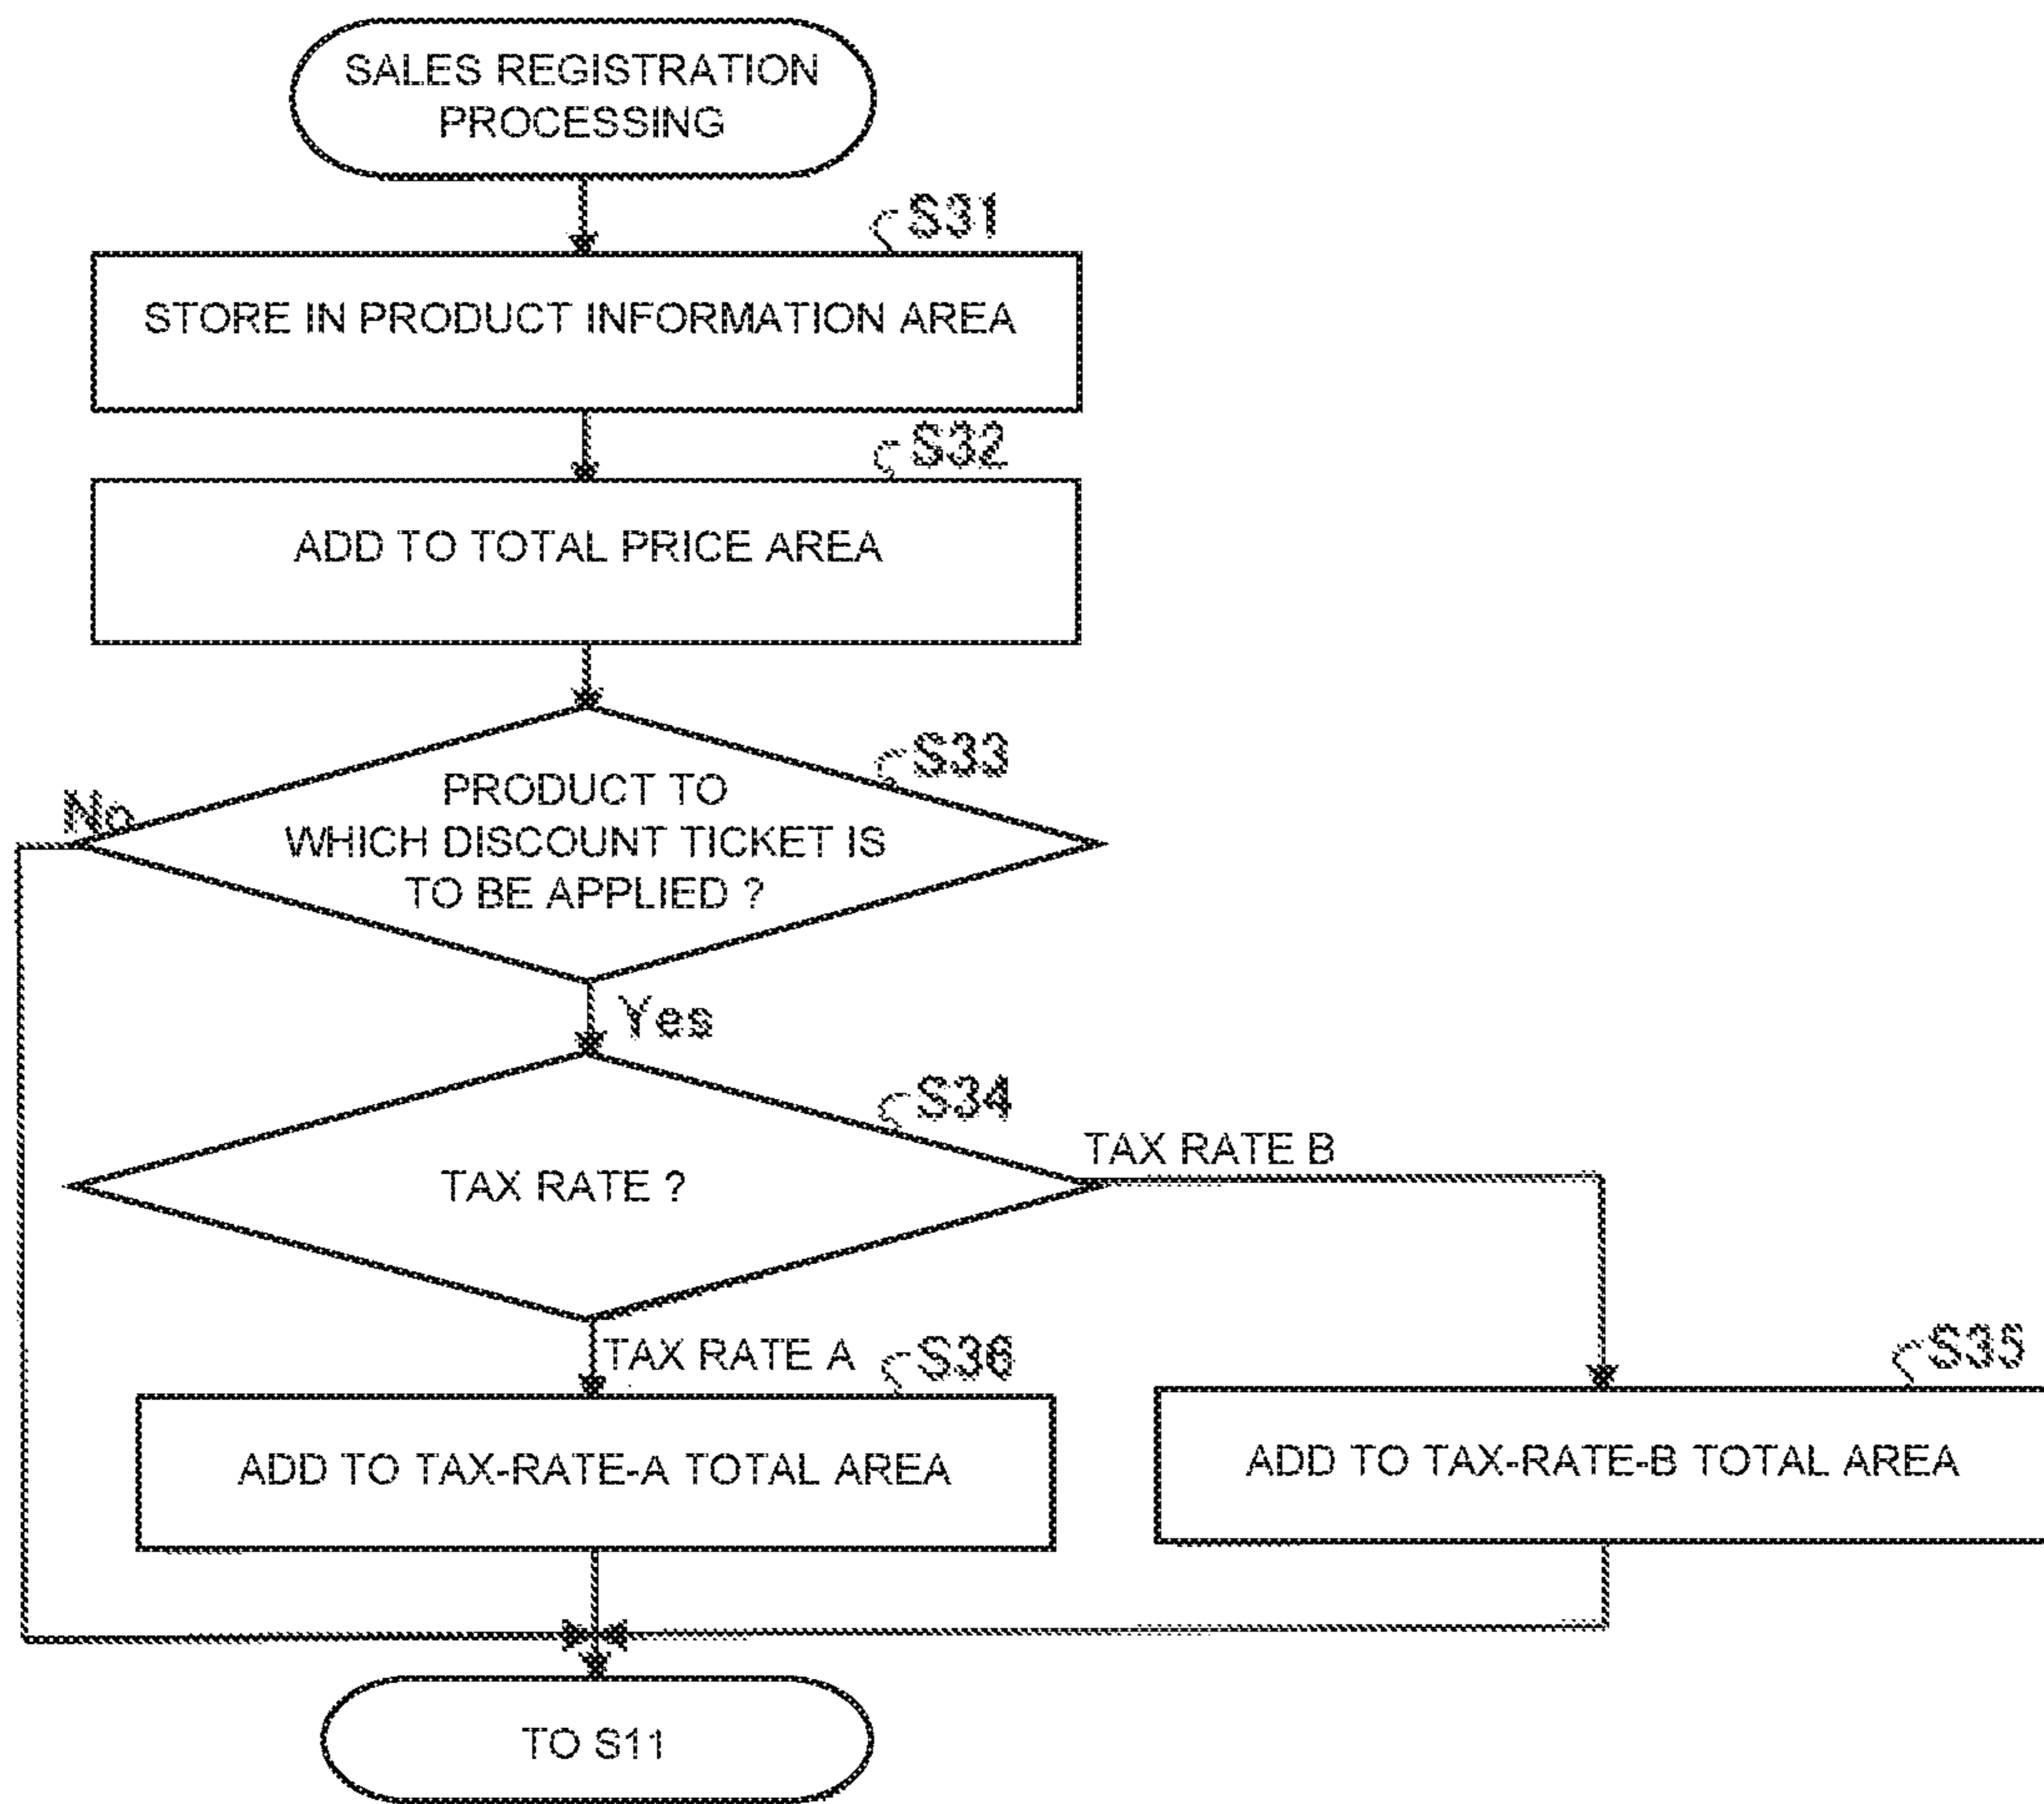 SALES REGISTRATION
PROCESSING
S31
STORE IN PRODUCT INFORMATION AREA
S32
ADD TO TOTAL PRICE AREA
S33
PRODUCT TO
WHICH DISCOUNT TICKET IS
TO BE APPLIED ?
No
Yes
S34
TAX RATE ?
TAX RATE B
TAX RATE A
S36
S35
ADD TO TAX-RATE-A TOTAL AREA
ADD TO TAX-RATE-B TOTAL AREA
TO S11